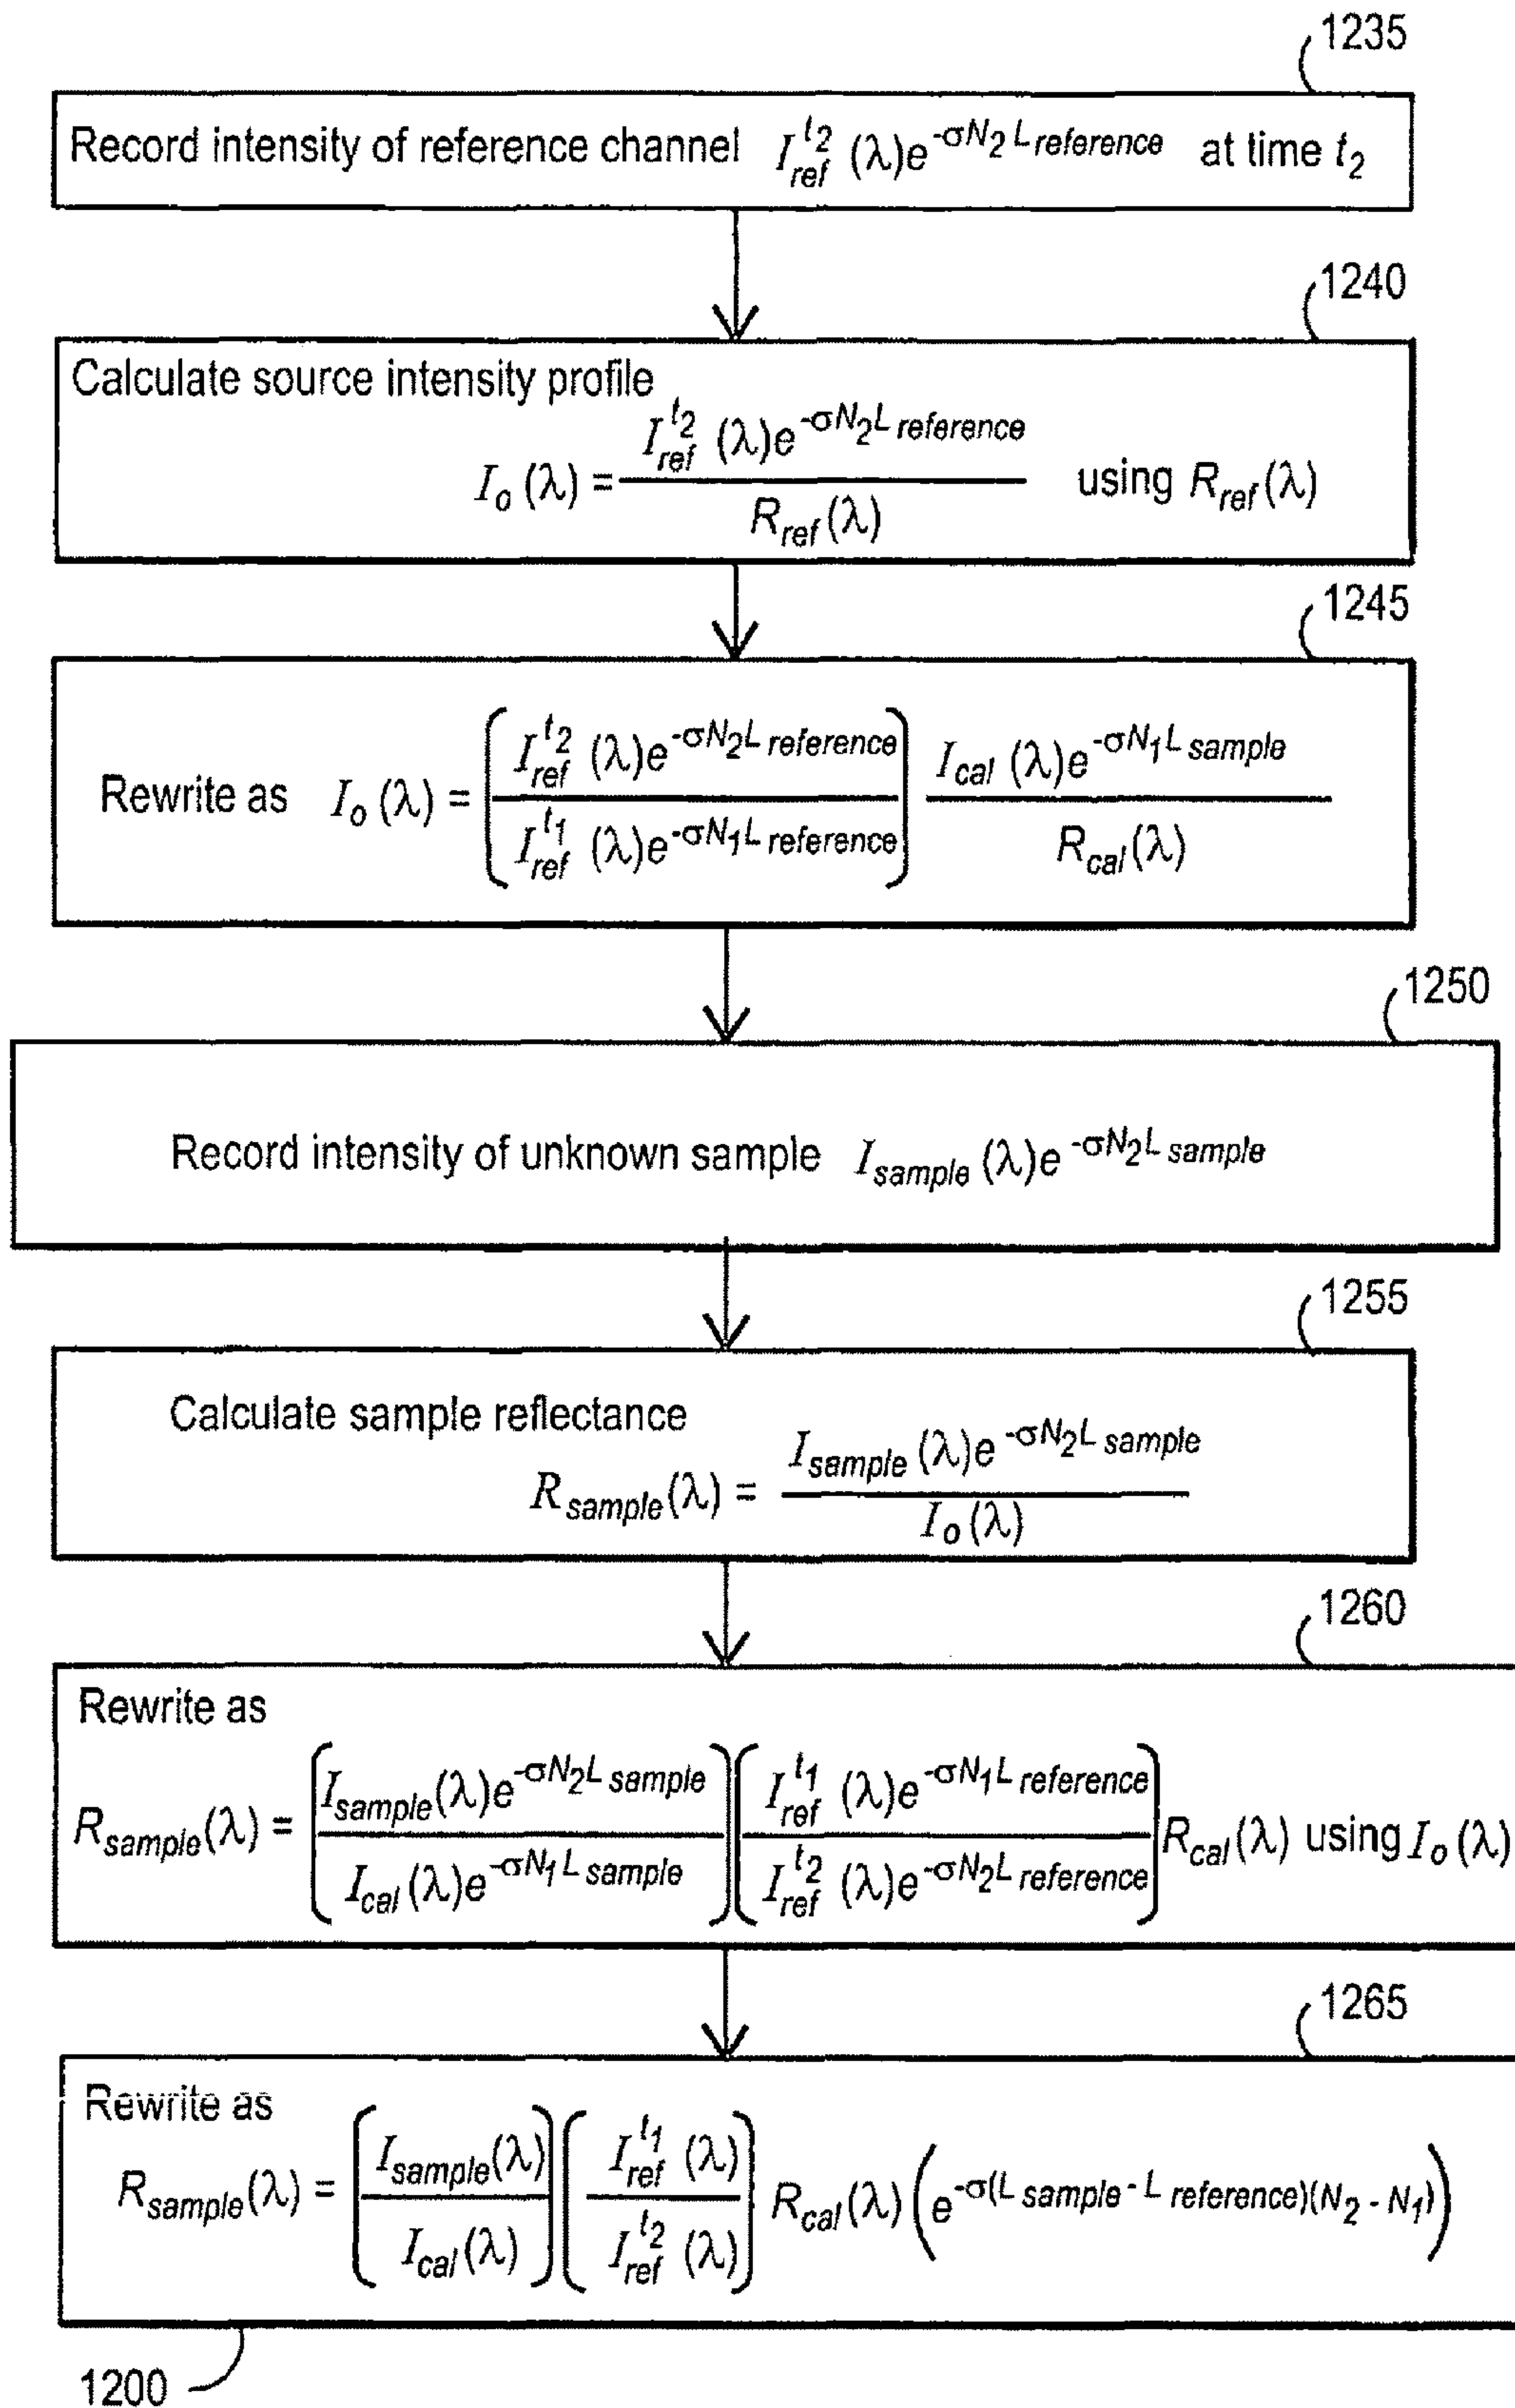 1235
Record intensity of reference channel I_ref^t2 (λ)e^-σN2 L reference at time t2
1240
Calculate source intensity profile
I_o (λ) = I_ref^t2 (λ)e^-σN2L reference / R_ref(λ) using R_ref(λ)
1245
Rewrite as I_o (λ) = (I_ref^t2 (λ)e^-σN2L reference / I_ref^t1 (λ)e^-σN1L reference) I_cal (λ)e^-σN1L sample / R_cal(λ)
1250
Record intensity of unknown sample I_sample (λ)e^-σN2L sample
1255
Calculate sample reflectance
R_sample(λ) = I_sample (λ)e^-σN2L sample / I_o (λ)
1260
Rewrite as
R_sample(λ) = (I_sample(λ)e^-σN2L sample / I_cal (λ)e^-σN1L sample) (I_ref^t1 (λ)e^-σN1L reference / I_ref^t2 (λ)e^-σN2L reference) R_cal(λ) using I_o (λ)
1265
Rewrite as
R_sample(λ) = (I_sample(λ) / I_cal(λ)) (I_ref^t1 (λ) / I_ref^t2 (λ)) R_cal(λ) (e^-σ(L sample - L reference)(N2 - N1))
1200